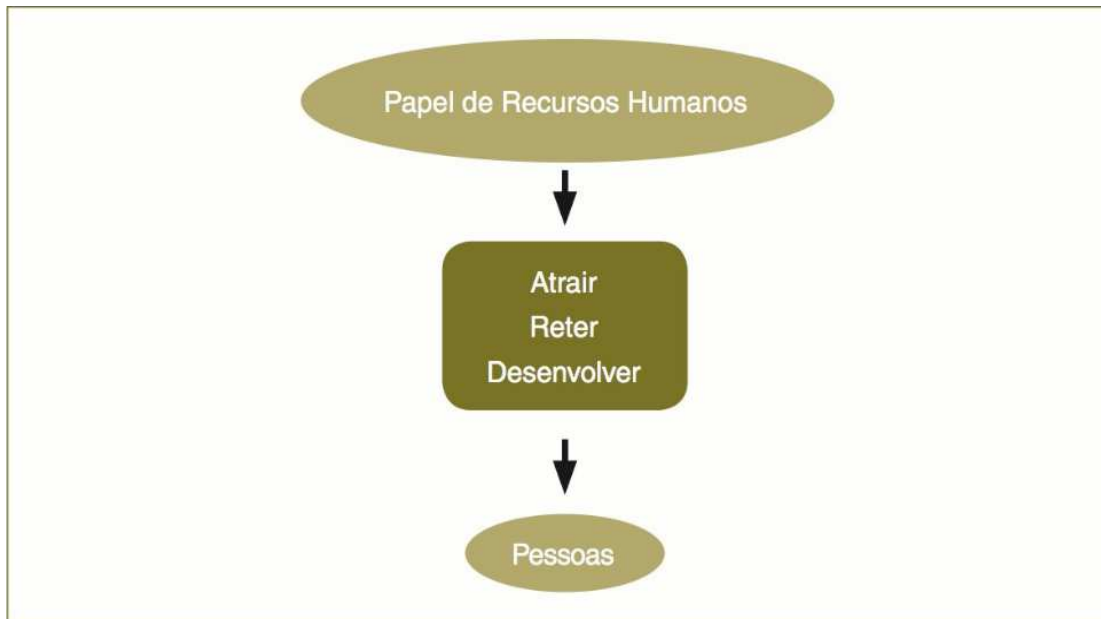 Papel de Recursos Humanos
Atrair
Reter
Desenvolver
Pessoas